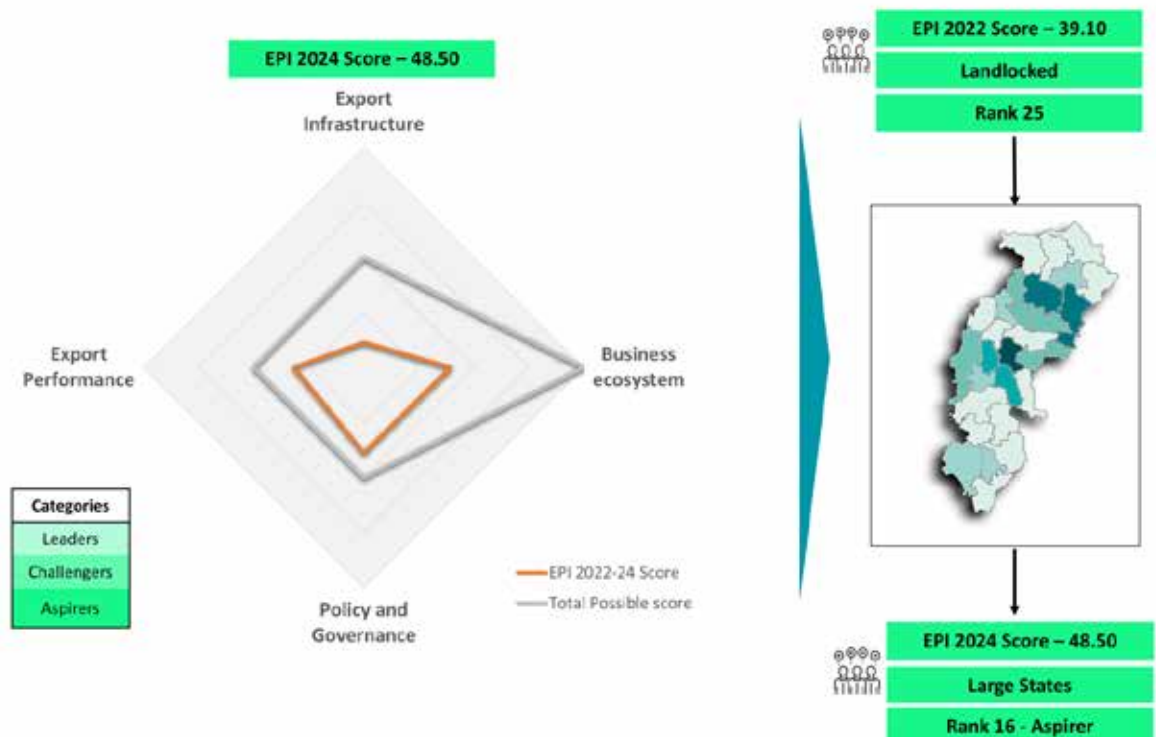 EPI 2024 Score – 48.50
Export
Infrastructure
Export
Performance
Business
ecosystem
Policy and
Governance
Categories
Leaders
Challengers
Aspirers
EPI 2022-24 Score
Total Possible score
EPI 2022 Score – 39.10
Landlocked
Rank 25
EPI 2024 Score – 48.50
Large States
Rank 16 - Aspirer